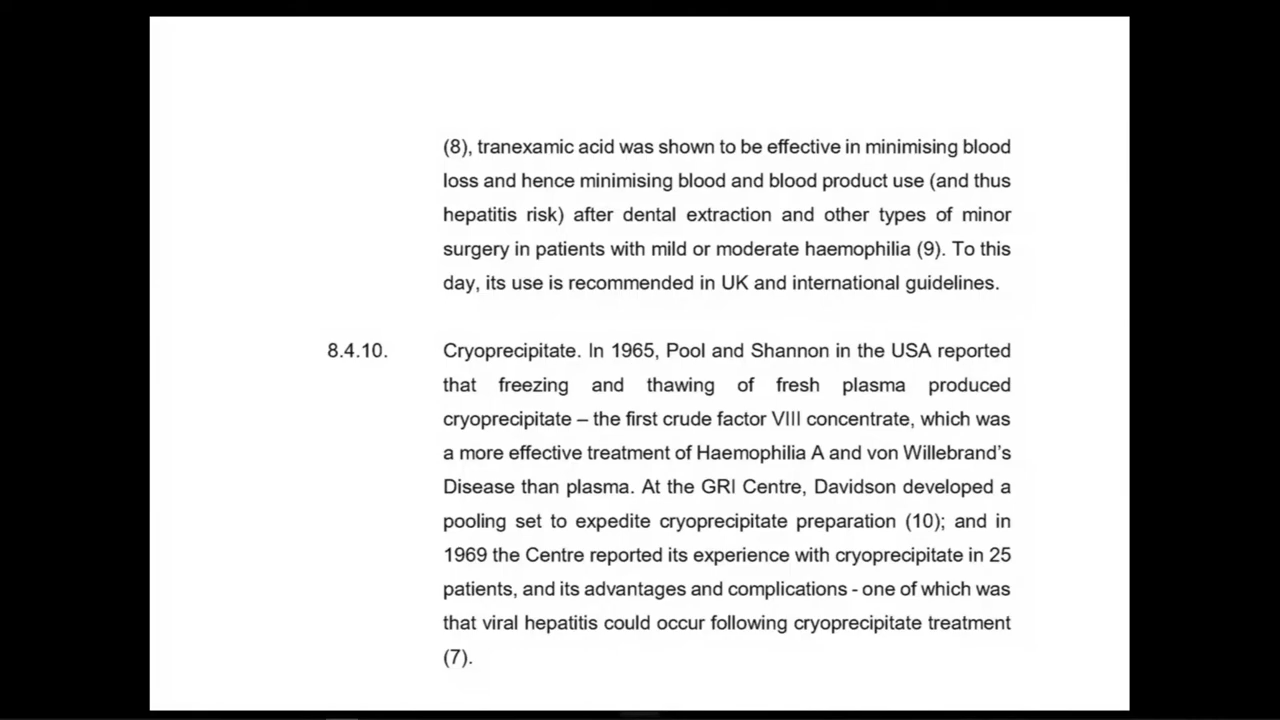 (8), tranexamic acid was shown to be effective in minimising blood
loss and hence minimising blood and blood product use (and thus
hepatitis risk) after dental extraction and other types of minor
surgery in patients with mild or moderate haemophilia (9). To this
day, its use is recommended in UK and international guidelines.
8.4.10. Cryoprecipitate. In 1965, Pool and Shannon in the USA reported
that freezing and thawing of fresh plasma produced
cryoprecipitate – the first crude factor VIII concentrate, which was
a more effective treatment of Haemophilia A and von Willebrand’s
Disease than plasma. At the GRI Centre, Davidson developed a
pooling set to expedite cryoprecipitate preparation (10); and in
1969 the Centre reported its experience with cryoprecipitate in 25
patients, and its advantages and complications - one of which was
that viral hepatitis could occur following cryoprecipitate treatment
(7).